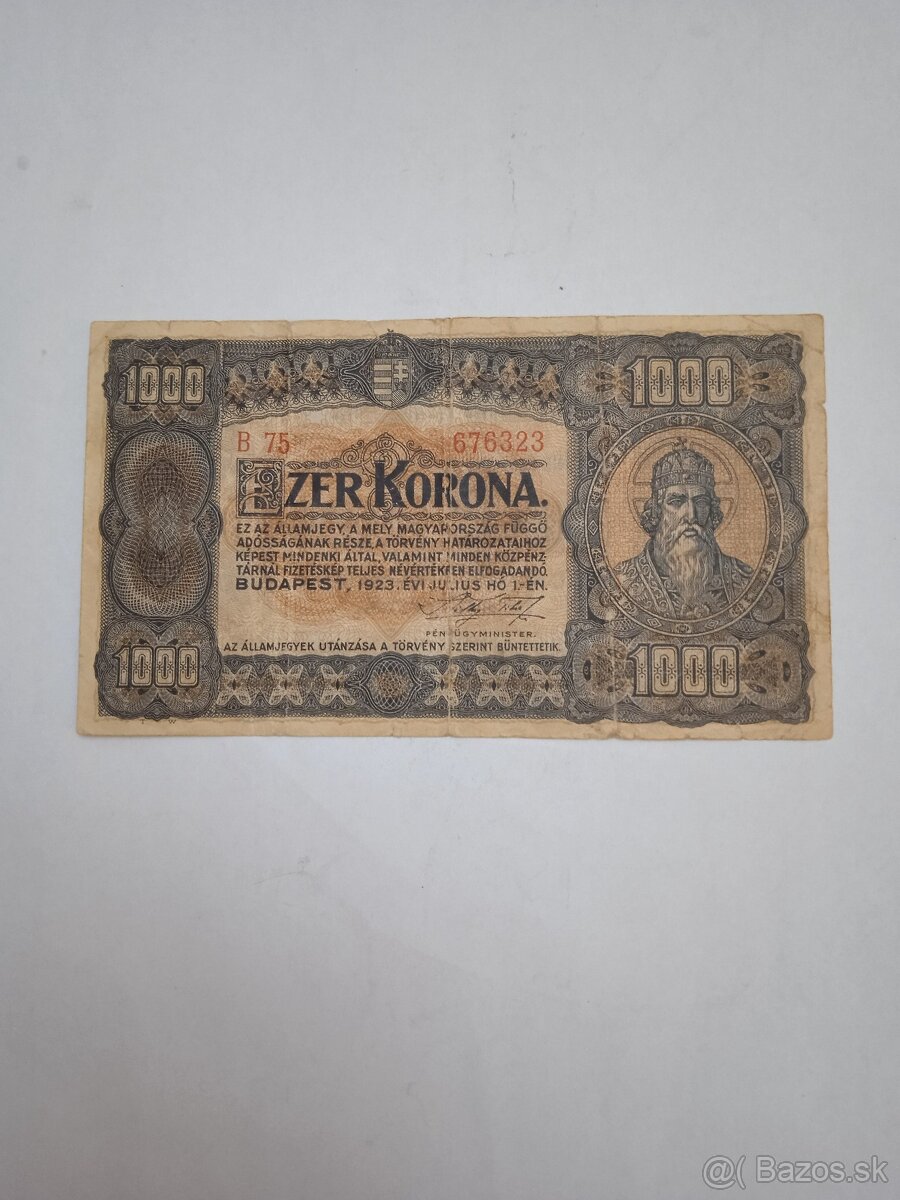 1000
1000
B 75 676323
EZER KORONA.
EZ AZ ÁLLAMJEGY, A MELY MAGYARORSZÁG FÜGGŐ
ADÓSSÁGÁNAK RÉSZE, A TÖRVÉNY HATÁROZATAIHOZ
KÉPEST MINDENKI ÁLTAL, VALAMINT MINDEN KÖZPÉNZ-
TÁRNÁL FIZETÉSKÉP TELJES NÉVÉRTÉKBEN ELFOGADANDÓ.
BUDAPEST, 1923. ÉVI JULIUS HÓ 1.-ÉN.
PÉNZÜGYMINISTER.
AZ ÁLLAMJEGYEK UTÁNZÁSA A TÖRVÉNY SZERINT BÜNTETTETIK.
1000
1000
@( Bazos.sk